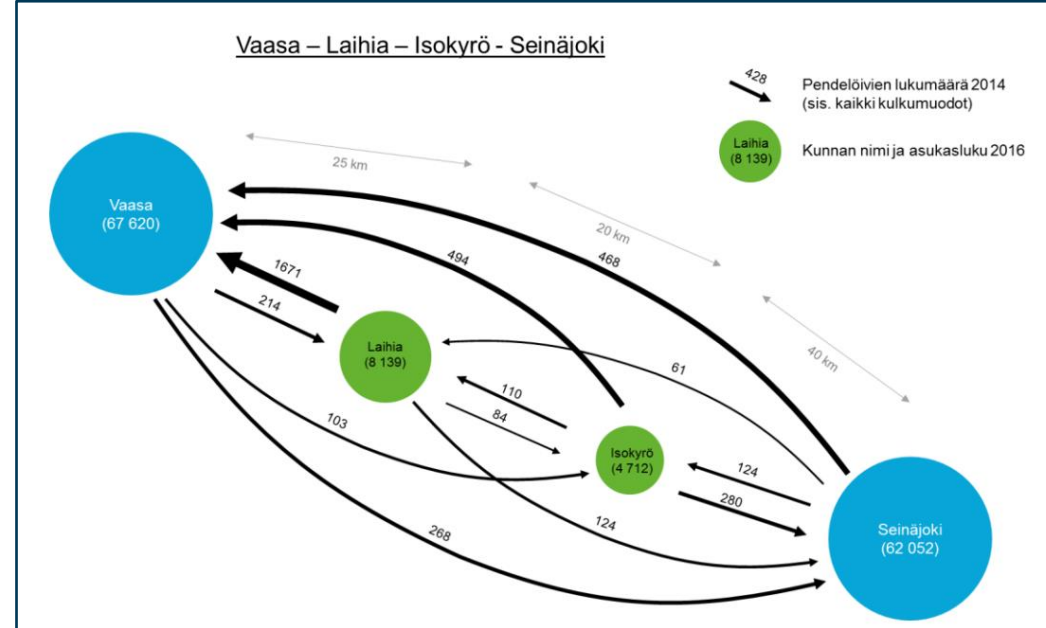 Vaasa – Laihia – Isokyrö - Seinäjoki
428
Pendelöivien lukumäärä 2014
(sis. kaikki kulkumuodot)
Laihia
(8 139)
Kunnan nimi ja asukasluku 2016
25 km
20 km
40 km
Vaasa
(67 620)
468
494
1671
214
Laihia
(8 139)
61
110
84
103
Isokyrö
(4 712)
124
280
124
268
Seinäjoki
(62 052)